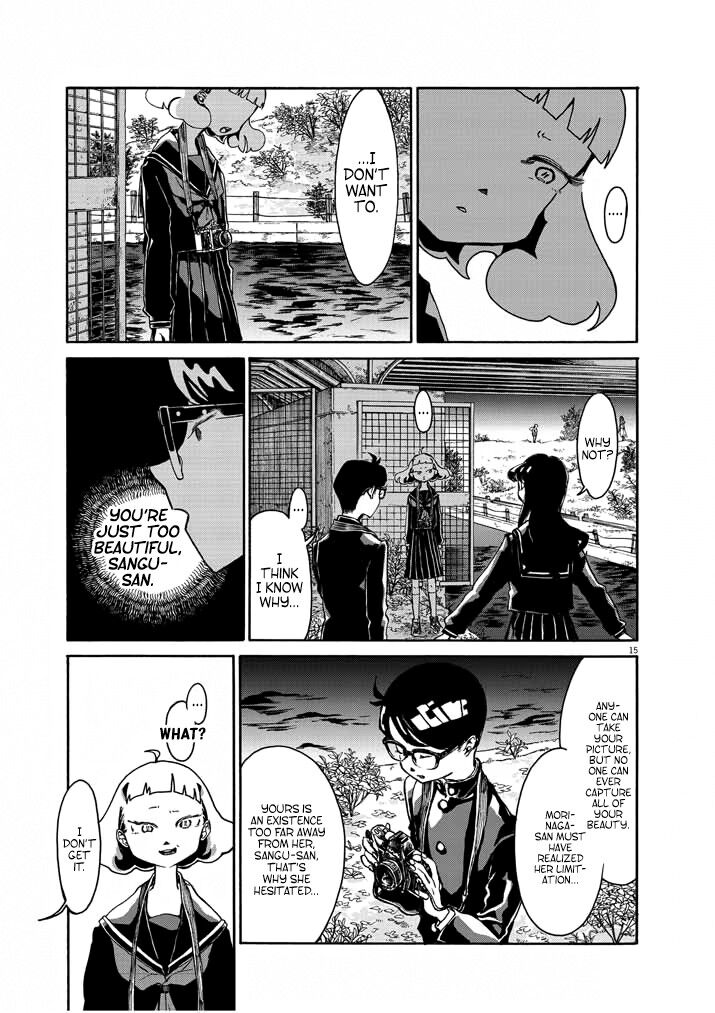 ....
...I
DON'T
WANT
TO.
WHY
NOT?
...
...
I
THINK
I KNOW
WHY...
YOU'RE
JUST TOO
BEAUTIFUL,
SANGU-
SAN.
15
ANY-
ONE CAN
TAKE
YOUR
PICTURE,
BUT NO
ONE CAN
EVER
CAPTURE
ALL OF
YOUR
BEAUTY.
MORI-
NAGA-
SAN MUST
HAVE
REALIZED
HER LIMIT-
ATION...
YOURS IS
AN EXISTENCE
TOO FAR AWAY
FROM HER,
SANGU-SAN,
THAT'S
WHY SHE
HESITATED...
...
WHAT?
I DON'T
GET
IT.